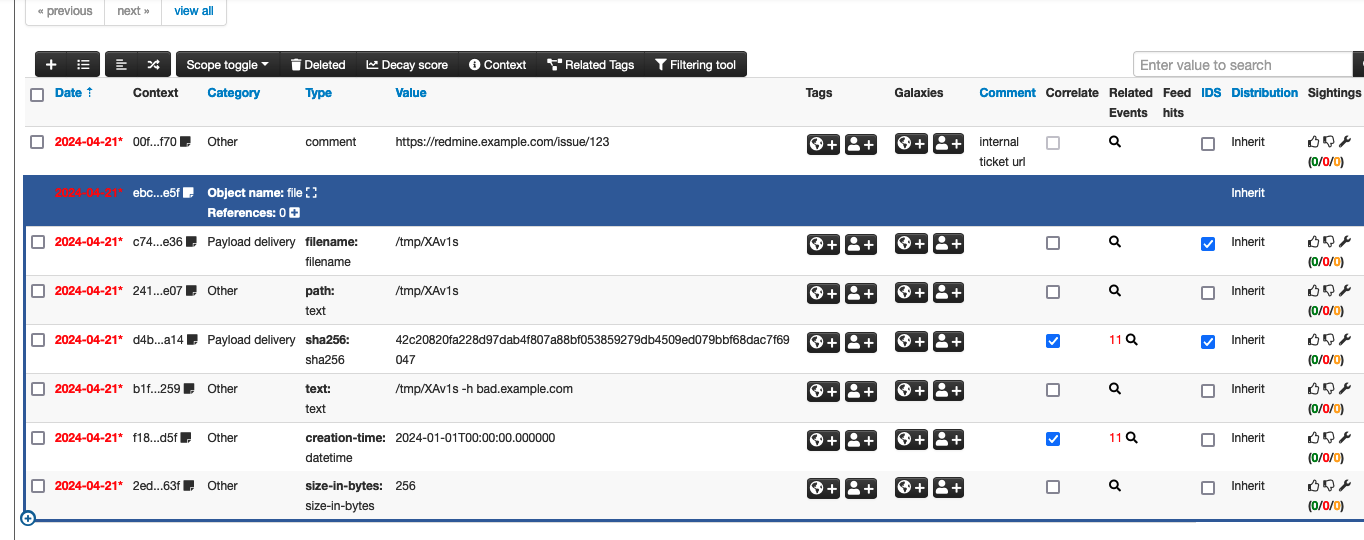 « previous next » view all
Scope toggle Deleted Decay score Context Related Tags Filtering tool Enter value to search
Date Context Category Type Value Tags Galaxies Comment Correlate Related Events Feed hits IDS Distribution Sightings
2024-04-21* 00f...f70 Other comment https://redmine.example.com/issue/123 internal Inherit
ticket url (0/0/0)
2024-04-21* ebc...e5f Object name: file Inherit
References: 0
2024-04-21* c74...e36 Payload delivery filename: /tmp/XAv1s Inherit
filename (0/0/0)
2024-04-21* 241...e07 Other path: /tmp/XAv1s Inherit
text (0/0/0)
2024-04-21* d4b...a14 Payload delivery sha256: 42c20820fa228d97dab4f807a88bf053859279db4509ed079bbf68dac7f69 11 Inherit
sha256 047 (0/0/0)
2024-04-21* b1f...259 Other text: /tmp/XAv1s -h bad.example.com Inherit
text (0/0/0)
2024-04-21* f18...d5f Other creation-time: 2024-01-01T00:00:00.000000 11 Inherit
datetime (0/0/0)
2024-04-21* 2ed...63f Other size-in-bytes: 256 Inherit
size-in-bytes (0/0/0)